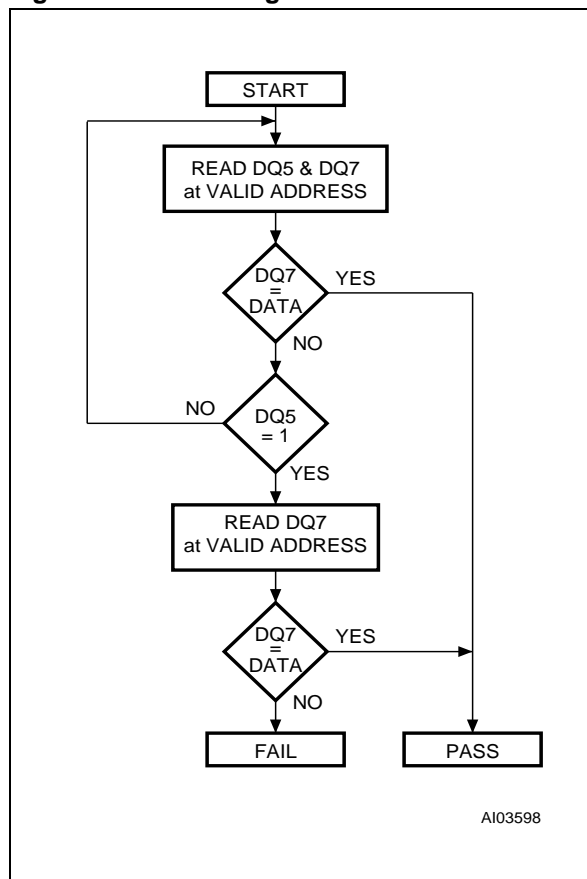 START
READ DQ5 & DQ7
at VALID ADDRESS
DQ7
=
DATA
YES
NO
DQ5
= 1
NO
YES
READ DQ7
at VALID ADDRESS
DQ7
=
DATA
YES
NO
FAIL
PASS
AI03598